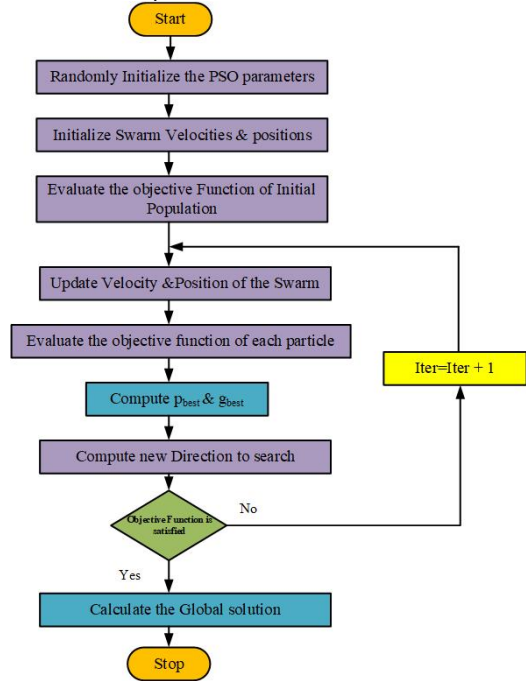 Start
Randomly Initialize the PSO parameters
Initialize Swarm Velocities & positions
Evaluate the objective Function of Initial
Population
Update Velocity &Position of the Swarm
Evaluate the objective function of each particle
Iter=Iter + 1
Compute pbest & gbest
Compute new Direction to search
Objective Function is
satisfied
No
Yes
Calculate the Global solution
Stop